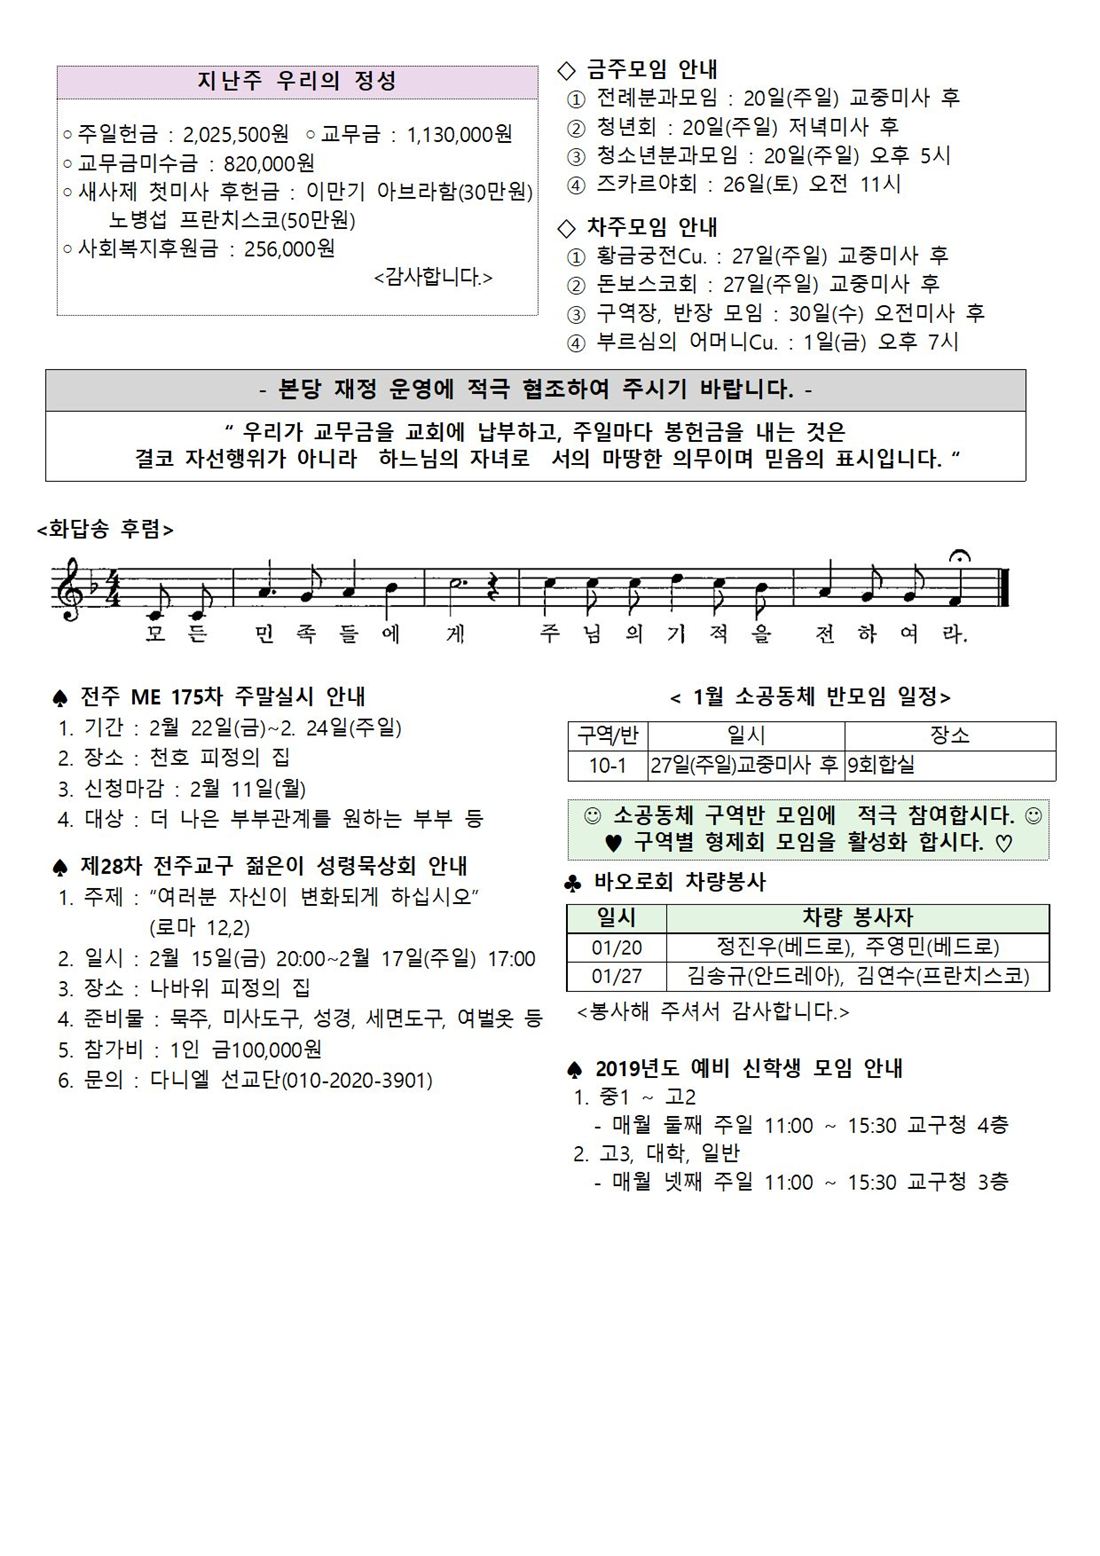 지난주 우리의 정성
○ 주일헌금 : 2,025,500원 ○ 교무금 : 1,130,000원
○ 교무금미수금 : 820,000원
○ 새사제 첫미사 후헌금 : 이만기 아브라함(30만원)
노병섭 프란치스코(50만원)
○ 사회복지후원금 : 256,000원
<감사합니다.>
◇ 금주모임 안내
① 전례분과모임 : 20일(주일) 교중미사 후
② 청년회 : 20일(주일) 저녁미사 후
③ 청소년분과모임 : 20일(주일) 오후 5시
④ 즈카르야회 : 26일(토) 오전 11시
◇ 차주모임 안내
① 황금궁전Cu. : 27일(주일) 교중미사 후
② 돈보스코회 : 27일(주일) 교중미사 후
③ 구역장, 반장 모임 : 30일(수) 오전미사 후
④ 부르심의 어머니Cu. : 1일(금) 오후 7시
- 본당 재정 운영에 적극 협조하여 주시기 바랍니다. -
“ 우리가 교무금을 교회에 납부하고, 주일마다 봉헌금을 내는 것은
결코 자선행위가 아니라 하느님의 자녀로 서의 마땅한 의무이며 믿음의 표시입니다. “
<화답송 후렴>
4
4
모 든 민 족 들 에 게 주 님 의 기 적 을 전 하 여 라.
♠ 전주 ME 175차 주말실시 안내
1. 기간 : 2월 22일(금)~2. 24일(주일)
2. 장소 : 천호 피정의 집
3. 신청마감 : 2월 11일(월)
4. 대상 : 더 나은 부부관계를 원하는 부부 등
♠ 제28차 전주교구 젊은이 성령묵상회 안내
1. 주제 : “여러분 자신이 변화되게 하십시오”
(로마 12,2)
2. 일시 : 2월 15일(금) 20:00~2월 17일(주일) 17:00
3. 장소 : 나바위 피정의 집
4. 준비물 : 묵주, 미사도구, 성경, 세면도구, 여벌옷 등
5. 참가비 : 1인 금100,000원
6. 문의 : 다니엘 선교단(010-2020-3901)
< 1월 소공동체 반모임 일정>
구역/반 일시 장소
10-1 27일(주일)교중미사 후 9회합실
☺ 소공동체 구역반 모임에 적극 참여합시다. ☺
♥ 구역별 형제회 모임을 활성화 합시다. ♡
♣ 바오로회 차량봉사
일시 차량 봉사자
01/20 정진우(베드로), 주영민(베드로)
01/27 김송규(안드레아), 김연수(프란치스코)
<봉사해 주셔서 감사합니다.>
♠ 2019년도 예비 신학생 모임 안내
1. 중1 ~ 고2
- 매월 둘째 주일 11:00 ~ 15:30 교구청 4층
2. 고3, 대학, 일반
- 매월 넷째 주일 11:00 ~ 15:30 교구청 3층